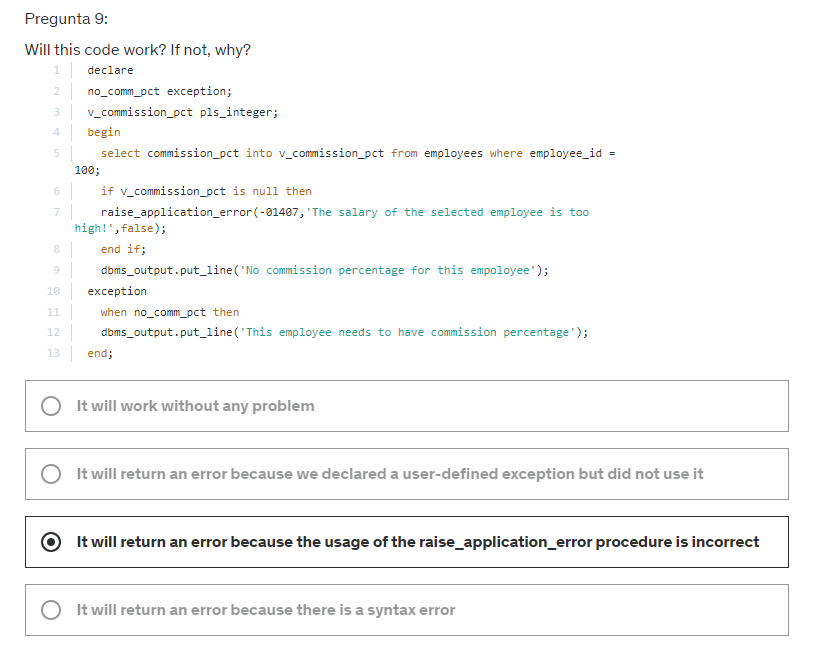 Pregunta 9:
Will this code work? If not, why?
1 declare
2 no_comm_pct exception;
3 v_commission_pct pls_integer;
4 begin
5 select commission_pct into v_commission_pct from employees where employee_id =
100;
6 if v_commission_pct is null then
7 raise_application_error(-01407,'The salary of the selected employee is too
high!',false);
8 end if;
9 dbms_output.put_line('No commission percentage for this empoloyee');
10 exception
11 when no_comm_pct then
12 dbms_output.put_line('This employee needs to have commission percentage');
13 end;
It will work without any problem
It will return an error because we declared a user-defined exception but did not use it
It will return an error because the usage of the raise_application_error procedure is incorrect
It will return an error because there is a syntax error